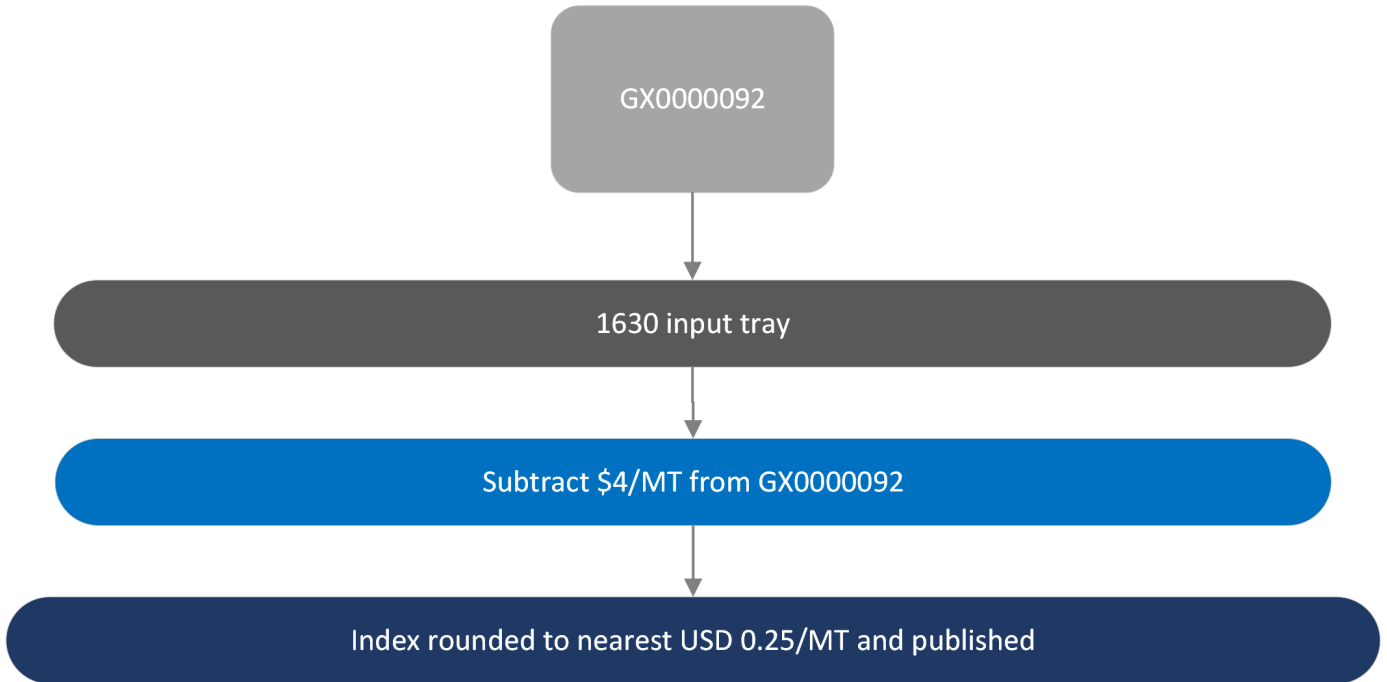 GX0000092
1630 input tray
Subtract $4/MT from GX0000092
Index rounded to nearest USD 0.25/MT and published